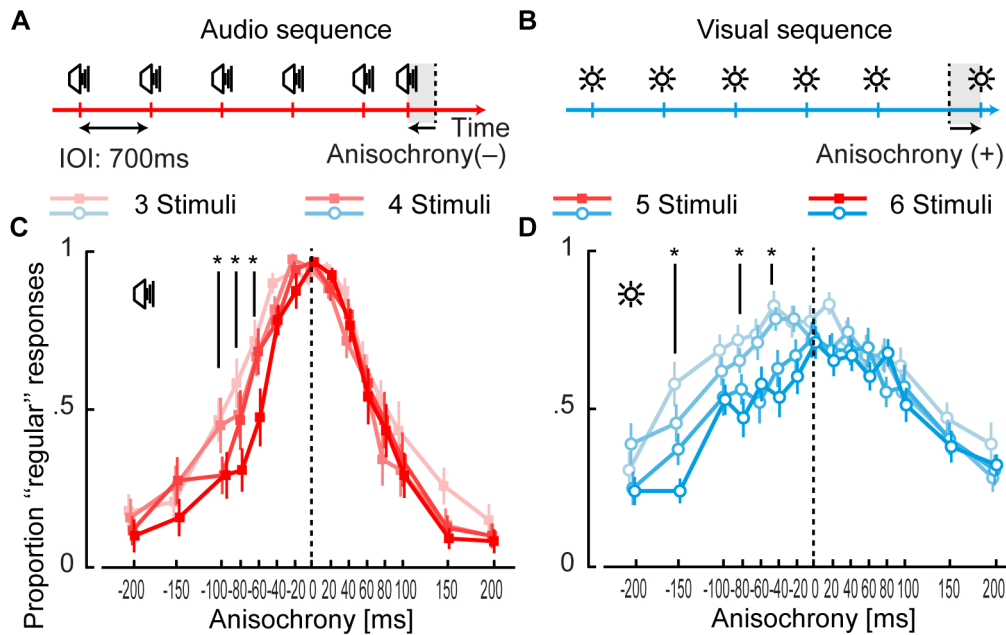 A
Audio sequence
Time
IOI: 700ms
Anisochrony(–)
B
Visual sequence
Anisochrony (+)
3 Stimuli
4 Stimuli
5 Stimuli
6 Stimuli
C
Proportion “regular” responses
1
.5
0
* * *
-200 -150 -100 -80 -60 -40 -20 0 20 40 60 80 100 150 200
Anisochrony [ms]
D
1
.5
0
* * *
-200 -150 -100 -80 -60 -40 -20 0 20 40 60 80 100 150 200
Anisochrony [ms]